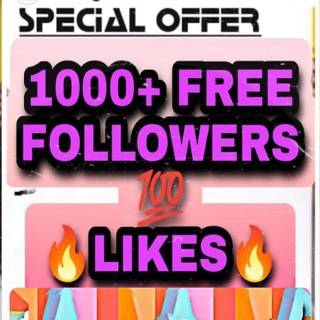 SPECIAL OFFER
1000+ FREE
FOLLOWERS
💯
🔥LIKES🔥